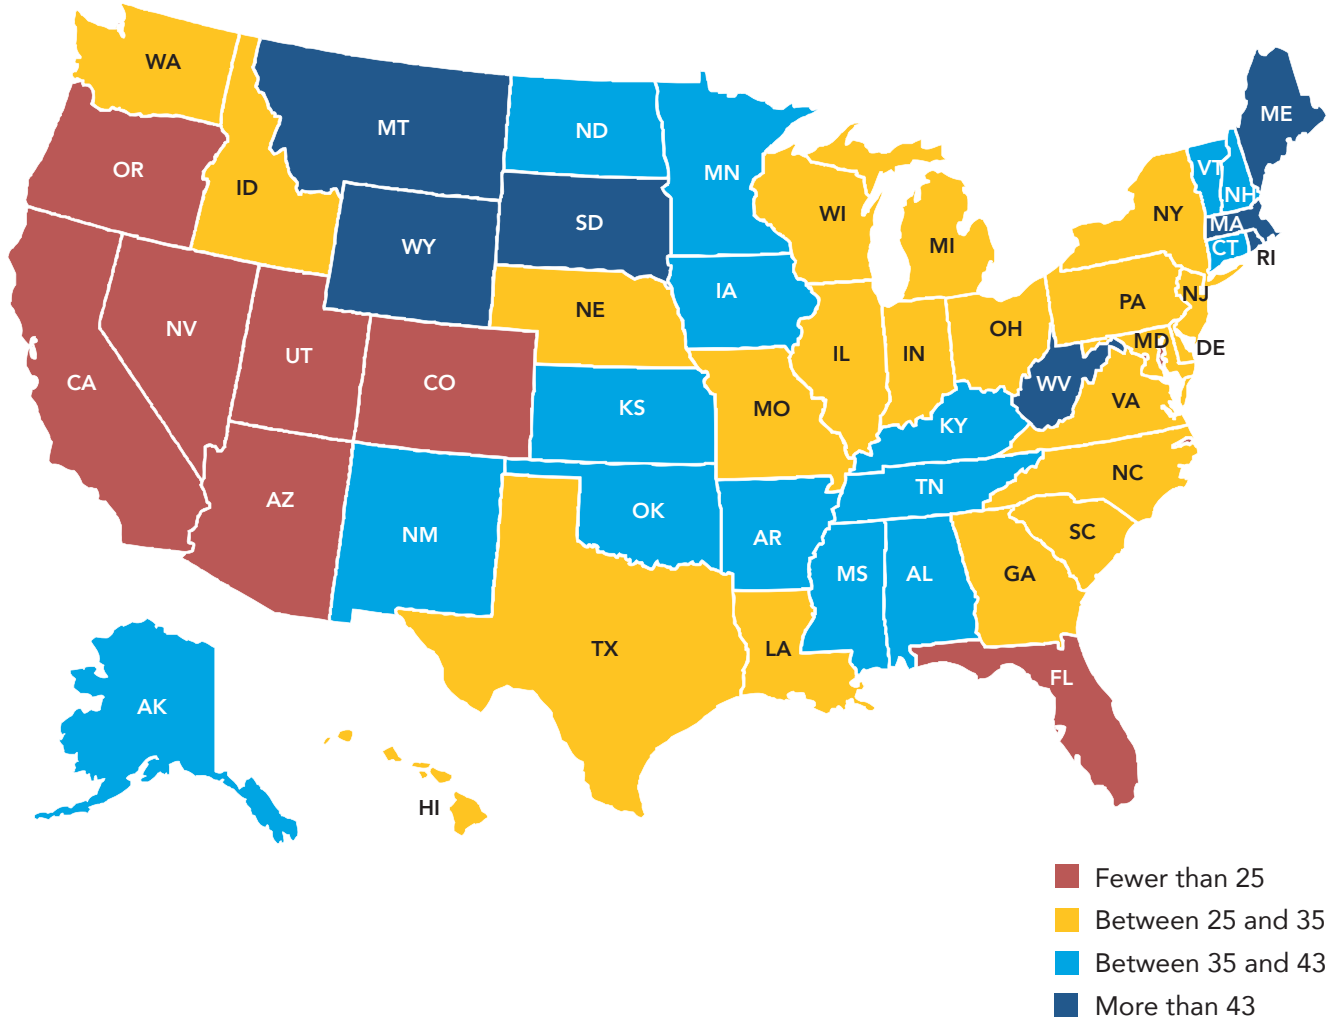 WA
MT
ND
MN
ME
OR
ID
VT
NH
SD
WI
NY
MA
WY
MI
CT
RI
IA
NE
PA
NJ
NV
OH
UT
IL
IN
MD
DE
CA
CO
WV
KS
MO
VA
KY
AZ
NC
TN
OK
NM
AR
SC
MS
AL
GA
TX
LA
FL
AK
HI
Fewer than 25
Between 25 and 35
Between 35 and 43
More than 43